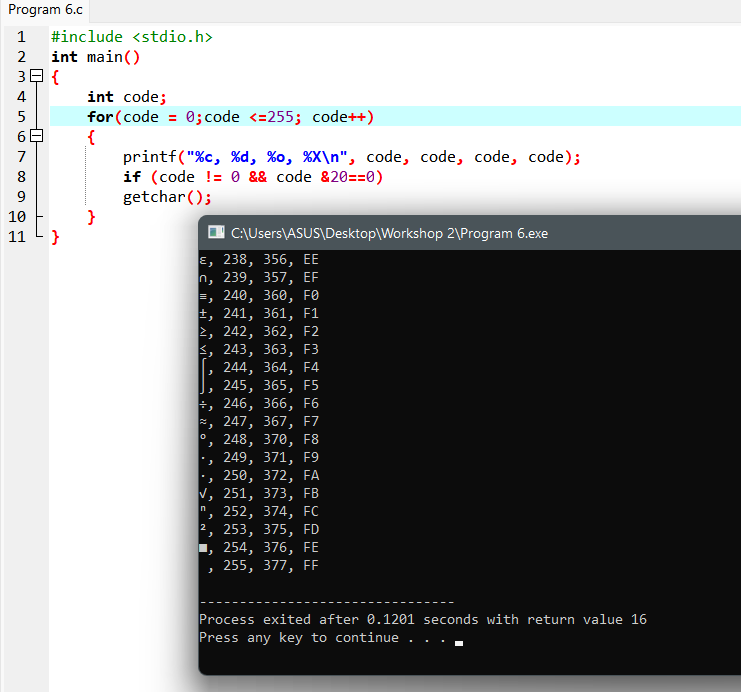 Program 6.c
1 #include <stdio.h>
2 int main()
3 {
4 int code;
5 for(code = 0;code <=255; code++)
6 {
7 printf("%c, %d, %o, %X\n", code, code, code, code);
8 if (code != 0 && code &20==0)
9 getchar();
10 }
11 }
C:\Users\ASUS\Desktop\Workshop 2\Program 6.exe
ε, 238, 356, EE
∩, 239, 357, EF
≡, 240, 360, F0
±, 241, 361, F1
≥, 242, 362, F2
≤, 243, 363, F3
⌠, 244, 364, F4
⌡, 245, 365, F5
÷, 246, 366, F6
≈, 247, 367, F7
°, 248, 370, F8
∙, 249, 371, F9
·, 250, 372, FA
√, 251, 373, FB
ⁿ, 252, 374, FC
², 253, 375, FD
■, 254, 376, FE
 , 255, 377, FF
--------------------------------
Process exited after 0.1201 seconds with return value 16
Press any key to continue . . .